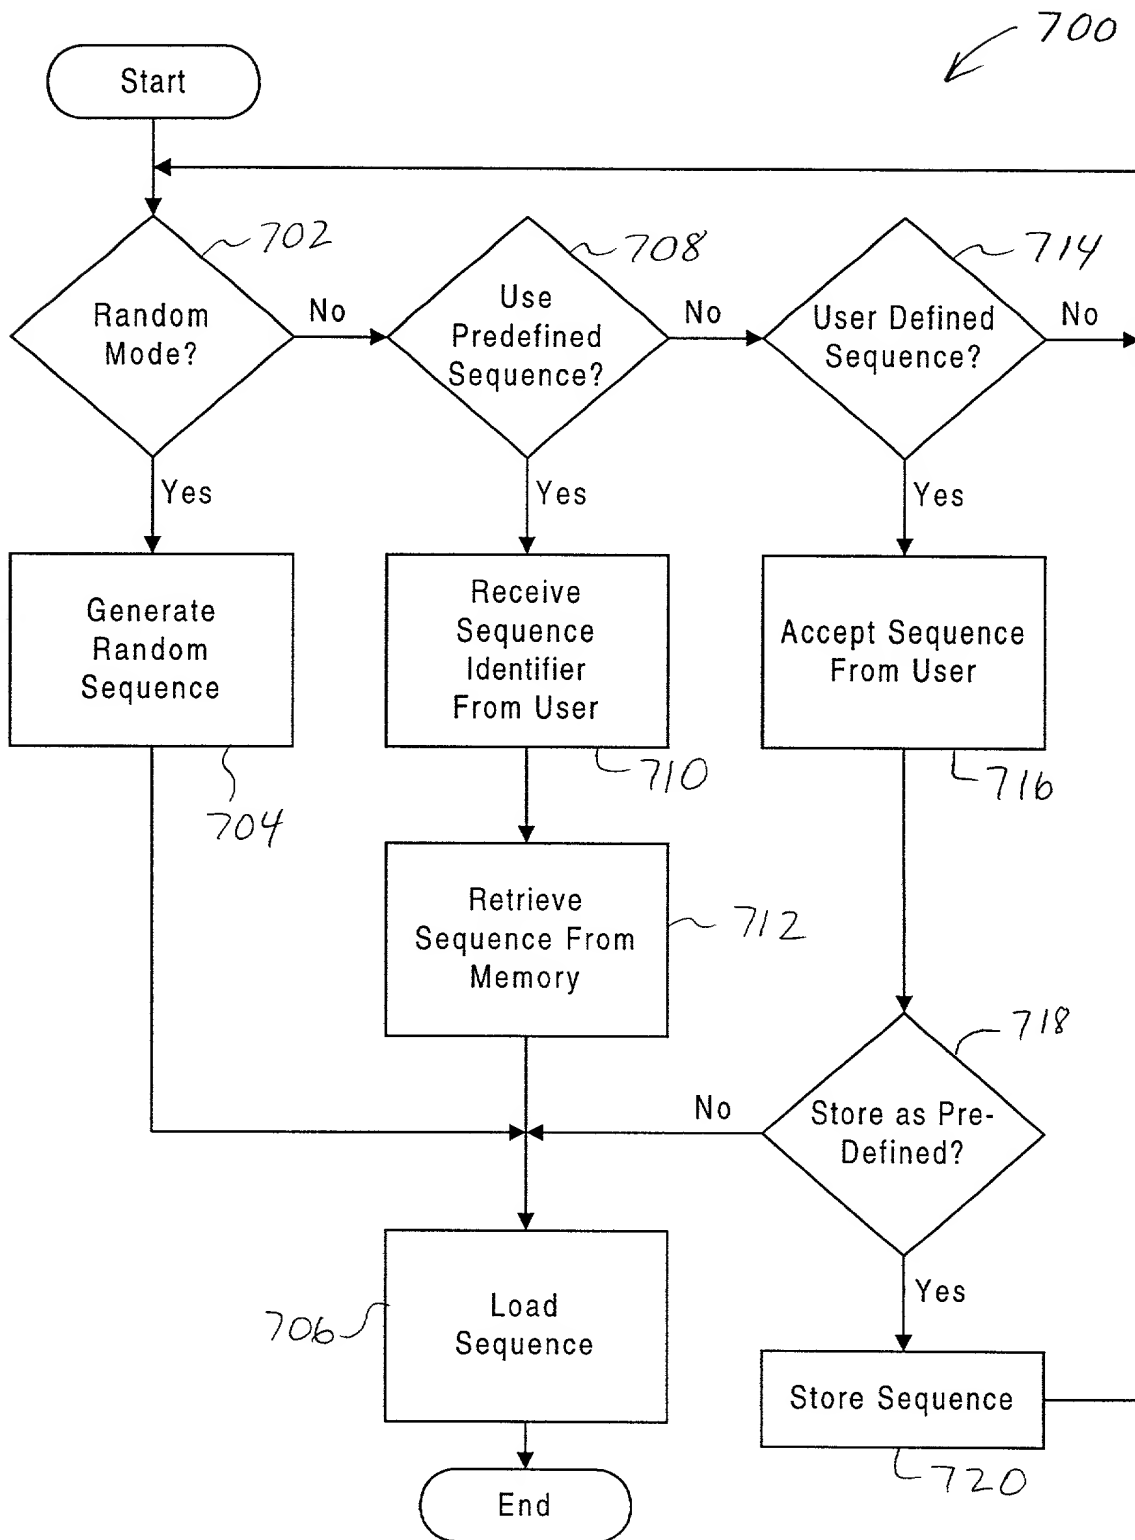 700
Start
702
708
714
Random
Mode?
No
Use
Predefined
Sequence?
No
User Defined
Sequence?
No
Yes
Yes
Yes
Generate
Random
Sequence
704
Receive
Sequence
Identifier
From User
710
Accept Sequence
From User
716
Retrieve
Sequence From
Memory
712
718
No
Store as Pre-
Defined?
Yes
706
Load
Sequence
Store Sequence
720
End